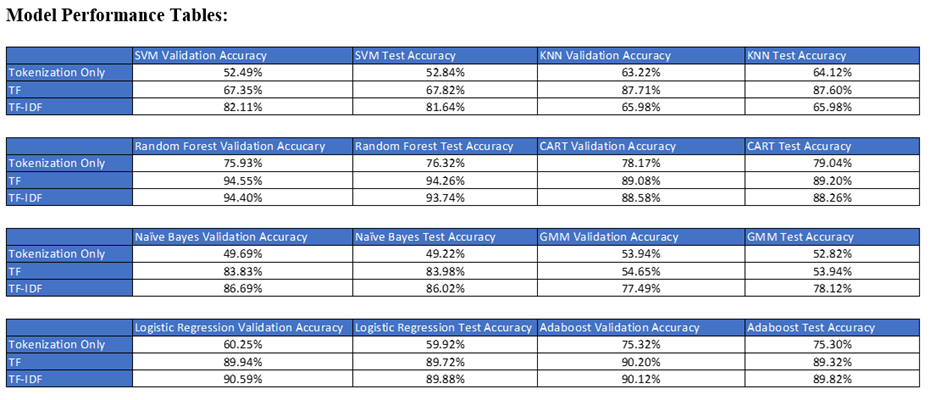 Model Performance Tables:
SVM Validation Accuracy SVM Test Accuracy KNN Validation Accuracy KNN Test Accuracy
Tokenization Only 52.49% 52.84% 63.22% 64.12%
TF 67.35% 67.82% 87.71% 87.60%
TF-IDF 82.11% 81.64% 65.98% 65.98%
Random Forest Validation Accucary Random Forest Test Accuracy CART Validation Accuracy CART Test Accuracy
Tokenization Only 75.93% 76.32% 78.17% 79.04%
TF 94.55% 94.26% 89.08% 89.20%
TF-IDF 94.40% 93.74% 88.58% 88.26%
Naïve Bayes Validation Accuracy Naïve Bayes Test Accuracy GMM Validation Accuracy GMM Test Accuracy
Tokenization Only 49.69% 49.22% 53.94% 52.82%
TF 83.83% 83.98% 54.65% 53.94%
TF-IDF 86.69% 86.02% 77.49% 78.12%
Logistic Regression Validation Accuracy Logistic Regression Test Accuracy Adaboost Validation Accuracy Adaboost Test Accuracy
Tokenization Only 60.25% 59.92% 75.32% 75.30%
TF 89.94% 89.72% 90.20% 89.32%
TF-IDF 90.59% 89.88% 90.12% 89.82%